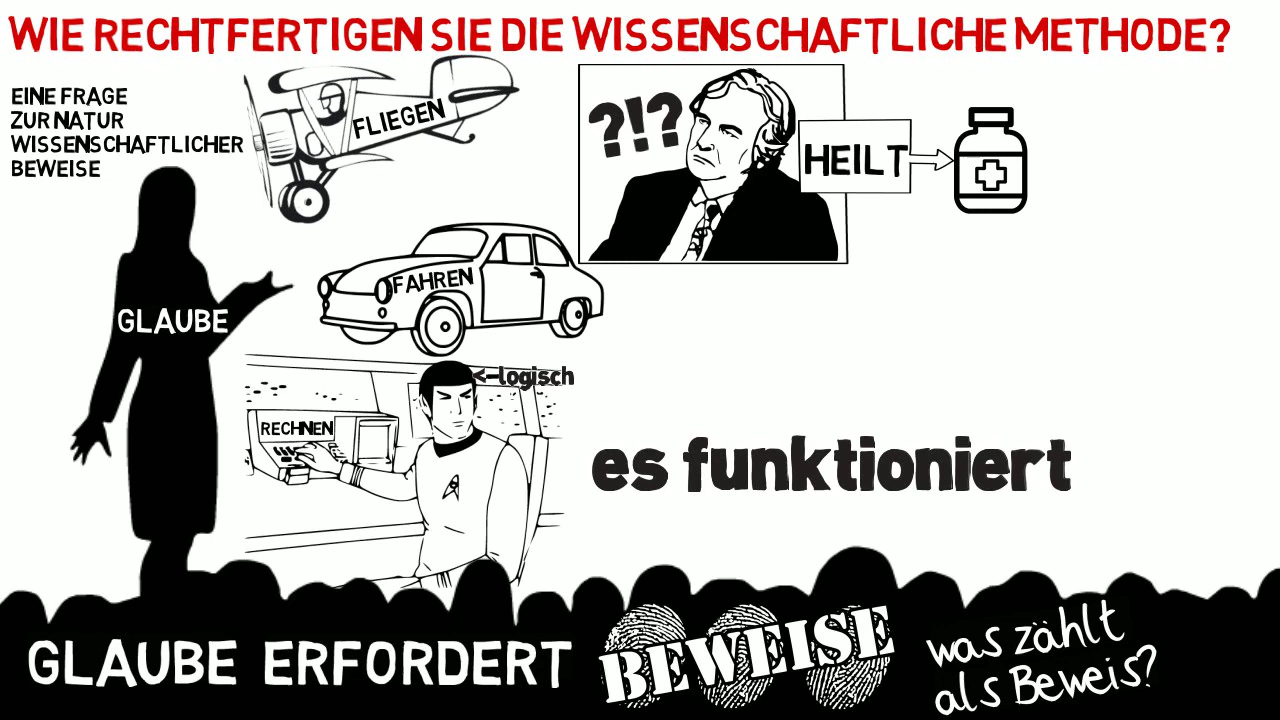 WIE RECHTFERTIGEN SIE DIE WISSENSCHAFTLICHE METHODE?
EINE FRAGE
ZUR NATUR
WISSENSCHAFTLICHER
BEWEISE
FLIEGEN
?!?
HEILT
GLAUBE
FAHREN
<-logisch
RECHNEN
es funktioniert
GLAUBE ERFORDERT
BEWEISE
was zählt
als Beweis?